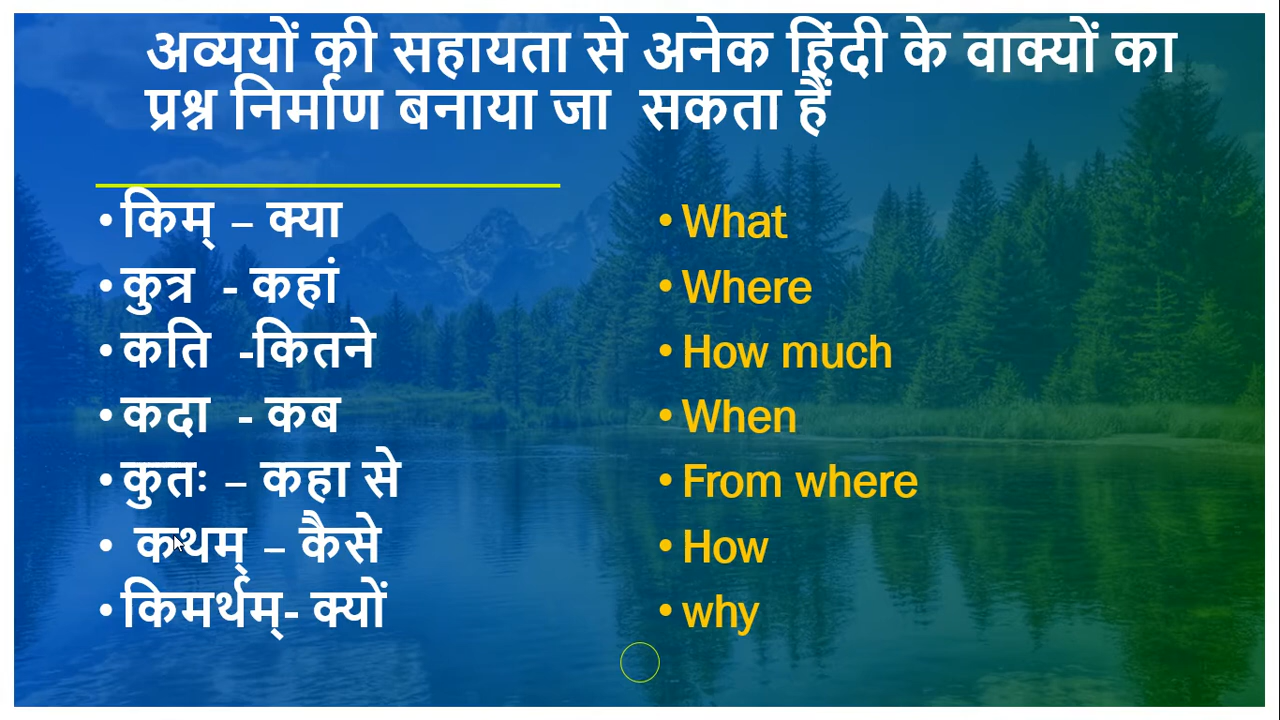 अव्ययों की सहायता से अनेक हिंदी के वाक्यों का
प्रश्न निर्माण बनाया जा सकता हैं
• किम् – क्या
• कुत्र - कहां
• कति -कितने
• कदा - कब
• कुतः – कहा से
• कथम् – कैसे
• किमर्थम्- क्यों
• What
• Where
• How much
• When
• From where
• How
• why